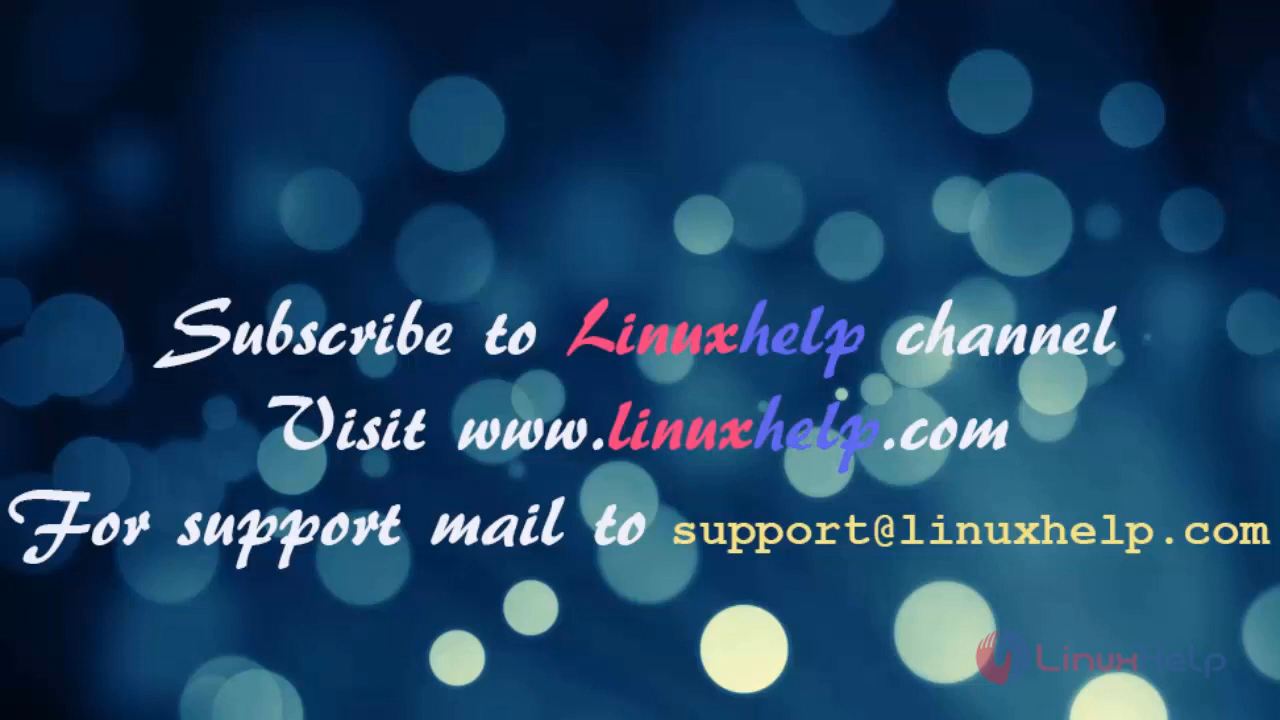 Subscribe to Linuxhelp channel
Visit www.linuxhelp.com
For support mail to support@linuxhelp.com
LinuxHelp